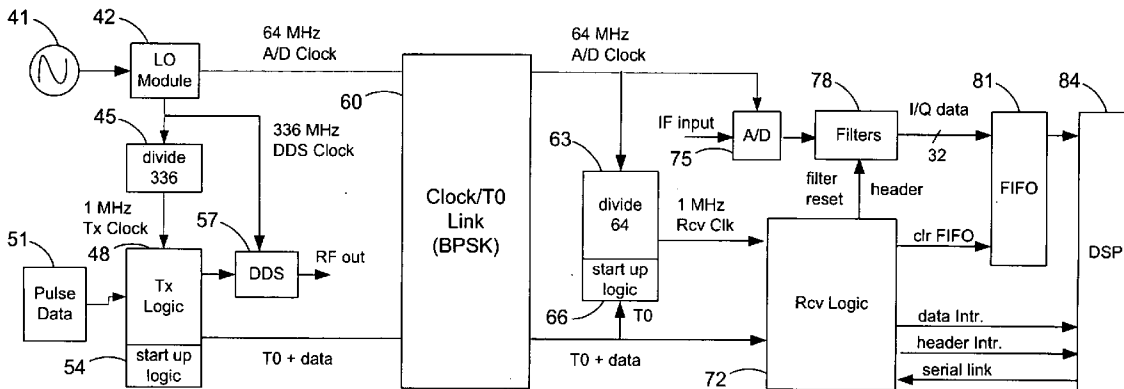 41
42
LO
Module
64 MHz
A/D Clock
60
Clock/T0
Link
(BPSK)
64 MHz
A/D Clock
45
divide
336
336 MHz
DDS Clock
1 MHz
Tx Clock
48
51
Pulse
Data
Tx
Logic
start up
logic
54
57
DDS
RF out
T0 + data
63
divide
64
start up
logic
66
T0
T0 + data
1 MHz
Rcv Clk
IF input
A/D
75
78
Filters
I/Q data
32
filter
reset
header
81
FIFO
clr FIFO
84
DSP
Rcv Logic
72
data Intr.
header Intr.
serial link